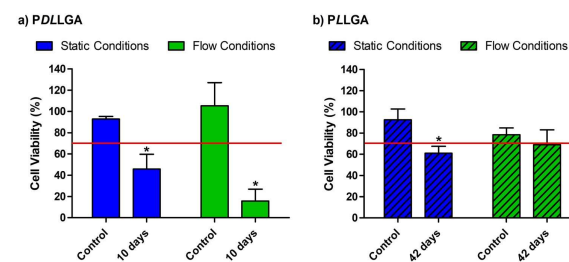 a) PDLLGA
Static Conditions Flow Conditions
Cell Viability (%)
140
120
100
80
60
40
20
0
*
*
Control
10 days
Control
10 days
b) PLLGA
Static Conditions Flow Conditions
Cell Viability (%)
140
120
100
80
60
40
20
0
*
Control
42 days
Control
42 days